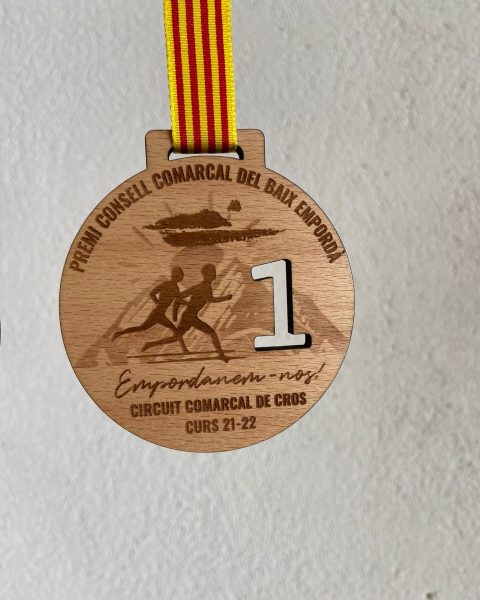 PREMI CONSELL COMARCAL DEL BAIX EMPORDÀ
1
Empordanem-nos!
CIRCUIT COMARCAL DE CROS
CURS 21-22